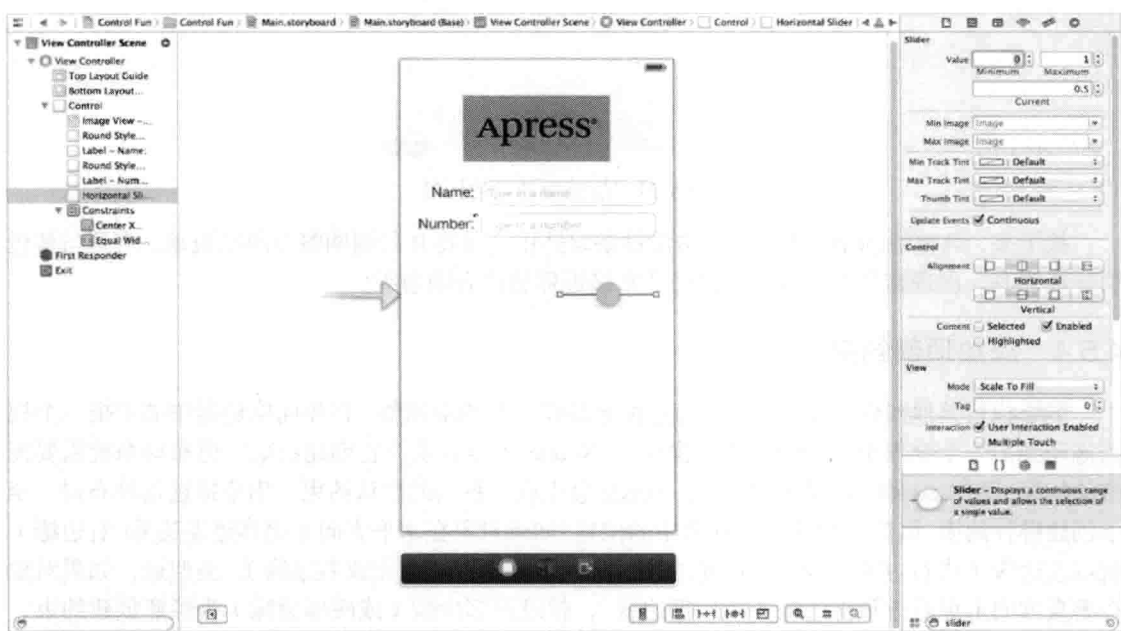 Control Fun
Control Fun
Main.storyboard
Main.storyboard (Base)
View Controller Scene
View Controller
Control
Horizontal Slider
View Controller Scene
View Controller
Top Layout Guide
Bottom Layout...
Control
Image View –...
Round Style...
Label – Name:
Round Style...
Label – Num...
Horizontal Sli...
Constraints
Center X...
Equal Wid...
First Responder
Exit
Apress®
Name:
Type in a name
Number:
Type in a number
Slider
Value 0 1
Minimum Maximum
0.5
Current
Min Image Image
Max Image Image
Min Track Tint Default
Max Track Tint Default
Thumb Tint Default
Update Events Continuous
Control
Alignment
Horizontal
Vertical
Content Selected Enabled
Highlighted
View
Mode Scale To Fill
Tag 0
Interaction User Interaction Enabled
Multiple Touch
Slider – Displays a continuous range
of values and allows the selection of
a single value.
slider